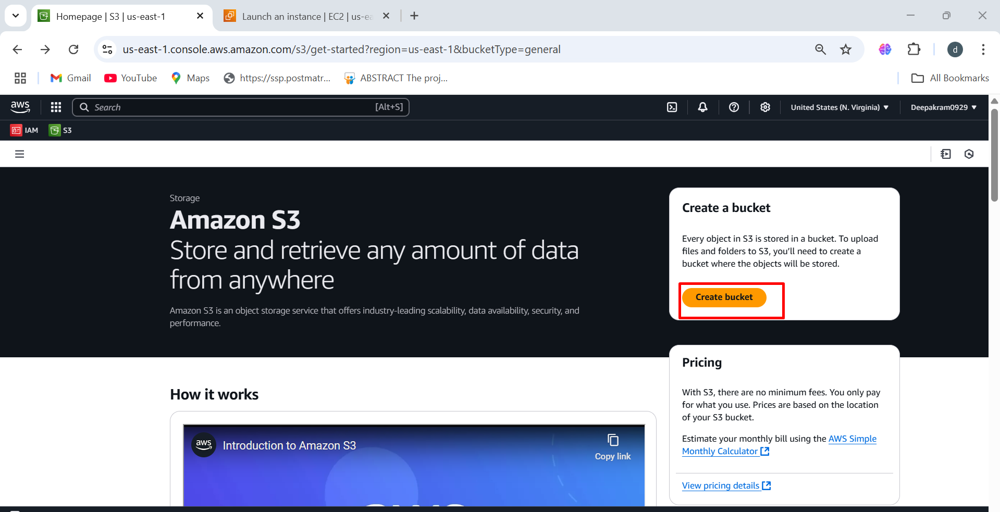 Homepage | S3 | us-east-1
Launch an instance | EC2 | us-ea
us-east-1.console.aws.amazon.com/s3/get-started?region=us-east-1&bucketType=general
d
Gmail
YouTube
Maps
https://ssp.postmatr...
ABSTRACT The proj...
All Bookmarks
aws
Search
[Alt+S]
United States (N. Virginia)
Deepakram0929
IAM
S3
Storage
Amazon S3
Store and retrieve any amount of data
from anywhere
Amazon S3 is an object storage service that offers industry-leading scalability, data availability, security, and
performance.
Create a bucket
Every object in S3 is stored in a bucket. To upload
files and folders to S3, you'll need to create a
bucket where the objects will be stored.
Create bucket
Pricing
With S3, there are no minimum fees. You only pay
for what you use. Prices are based on the location
of your S3 bucket.
Estimate your monthly bill using the AWS Simple
Monthly Calculator
View pricing details
How it works
aws
Introduction to Amazon S3
Copy link